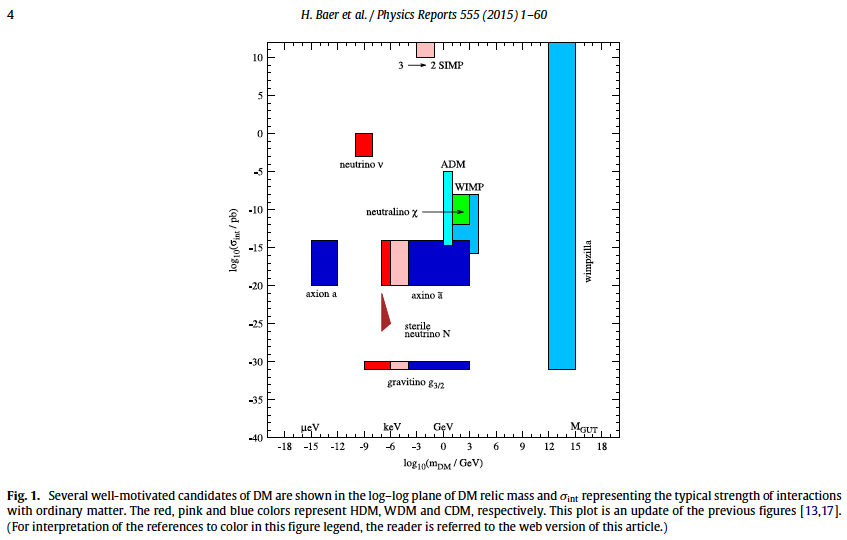 4
H. Baer et al. / Physics Reports 555 (2015) 1–60
10
3 → 2 SIMP
5
0
neutrino ν
-5
ADM
WIMP
neutralino χ
-10
log10(σint / pb)
-15
wimpzilla
-20
axion a
axino ã
-25
sterile
neutrino N
-30
gravitino g3/2
-35
μeV
keV
GeV
MGUT
-40
-18 -15 -12 -9 -6 -3 0 3 6 9 12 15 18
log10(mDM / GeV)
Fig. 1. Several well-motivated candidates of DM are shown in the log–log plane of DM relic mass and σint representing the typical strength of interactions
with ordinary matter. The red, pink and blue colors represent HDM, WDM and CDM, respectively. This plot is an update of the previous figures [13,17].
(For interpretation of the references to color in this figure legend, the reader is referred to the web version of this article.)